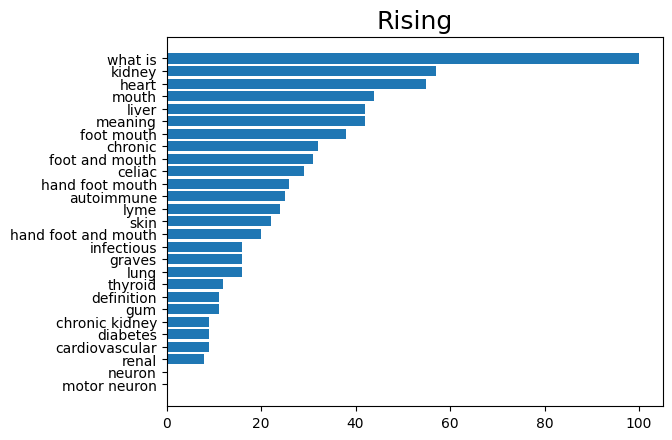 Rising
what is
kidney
heart
mouth
liver
meaning
foot mouth
chronic
foot and mouth
celiac
hand foot mouth
autoimmune
lyme
skin
hand foot and mouth
infectious
graves
lung
thyroid
definition
gum
chronic kidney
diabetes
cardiovascular
renal
neuron
motor neuron
0 20 40 60 80 100